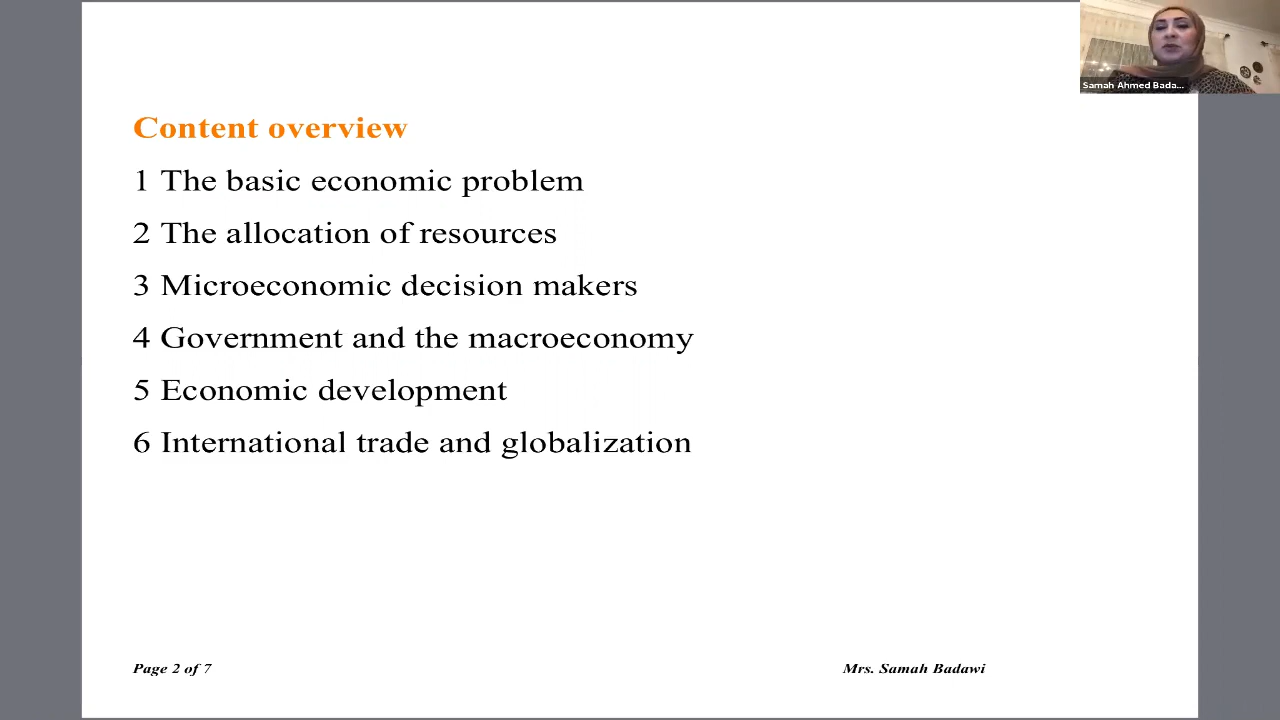 Samah Ahmed Bada...
Content overview
1 The basic economic problem
2 The allocation of resources
3 Microeconomic decision makers
4 Government and the macroeconomy
5 Economic development
6 International trade and globalization
Page 2 of 7
Mrs. Samah Badawi